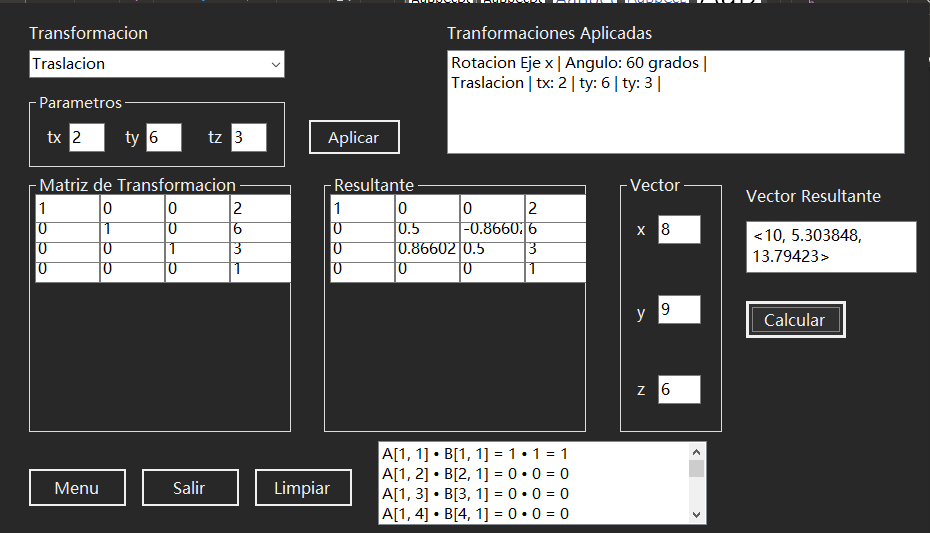 Transformacion
Traslacion
Parametros
tx 2 ty 6 tz 3
Aplicar
Tranformaciones Aplicadas
Rotacion Eje x | Angulo: 60 grados |
Traslacion | tx: 2 | ty: 6 | ty: 3 |
Matriz de Transformacion
1 0 0 2
0 1 0 6
0 0 1 3
0 0 0 1
Resultante
1 0 0 2
0 0.5 -0.8660 6
0 0.86602 0.5 3
0 0 0 1
Vector
x 8
y 9
z 6
Vector Resultante
<10, 5.303848,
13.79423>
Calcular
Menu
Salir
Limpiar
A[1, 1] • B[1, 1] = 1 • 1 = 1
A[1, 2] • B[2, 1] = 0 • 0 = 0
A[1, 3] • B[3, 1] = 0 • 0 = 0
A[1, 4] • B[4, 1] = 0 • 0 = 0